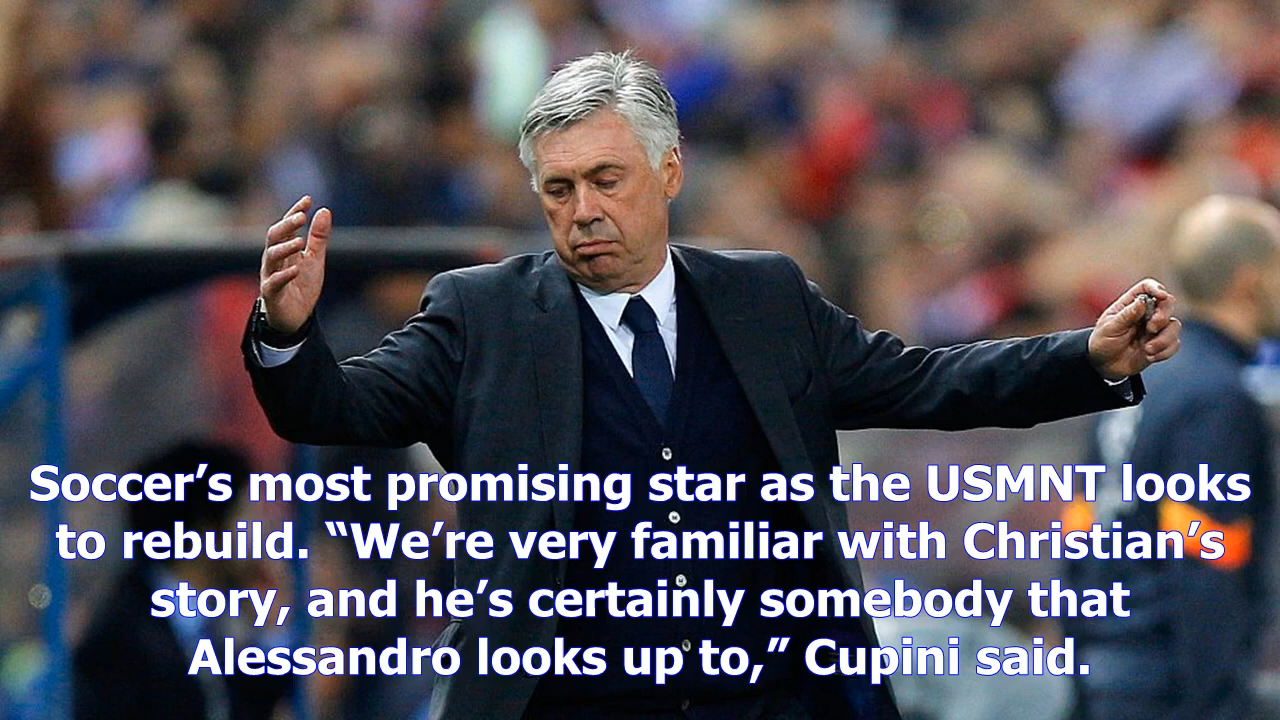 Soccer’s most promising star as the USMNT looks
to rebuild. “We’re very familiar with Christian’s
story, and he’s certainly somebody that
Alessandro looks up to,” Cupini said.